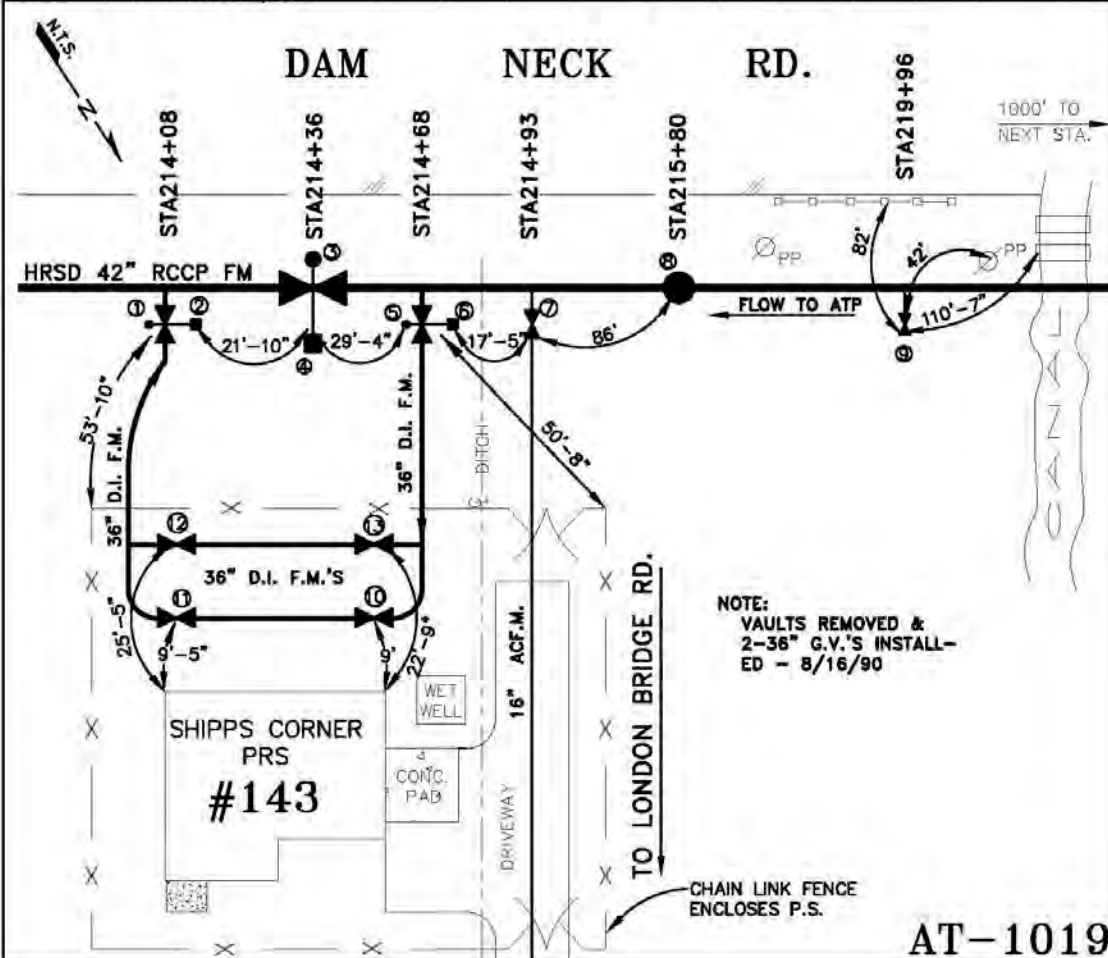 N.T.S.
N
DAM NECK RD.
STA214+08
STA214+36
STA214+68
STA214+93
STA215+80
STA219+96
1000' TO
NEXT STA.
HRSD 42" RCCP FM
3
8
PP
PP
82'
42'
110'-7"
FLOW TO ATP
1
2
21'-10"
4
29'-4"
5
6
17'-5"
7
86'
9
53'-10"
36" D.I. F.M.
36" D.I. F.M.
DITCH
50'-8"
CANAL
12
13
36" D.I. F.M.'S
11
10
25'-5"
9'-5"
9'
22'-9"
16" ACF.M.
TO LONDON BRIDGE RD.
NOTE:
VAULTS REMOVED &
2-36" G.V.'S INSTALL-
ED - 8/16/90
WET
WELL
SHIPPS CORNER
PRS
#143
CONC.
PAD
DRIVEWAY
CHAIN LINK FENCE
ENCLOSES P.S.
AT-1019